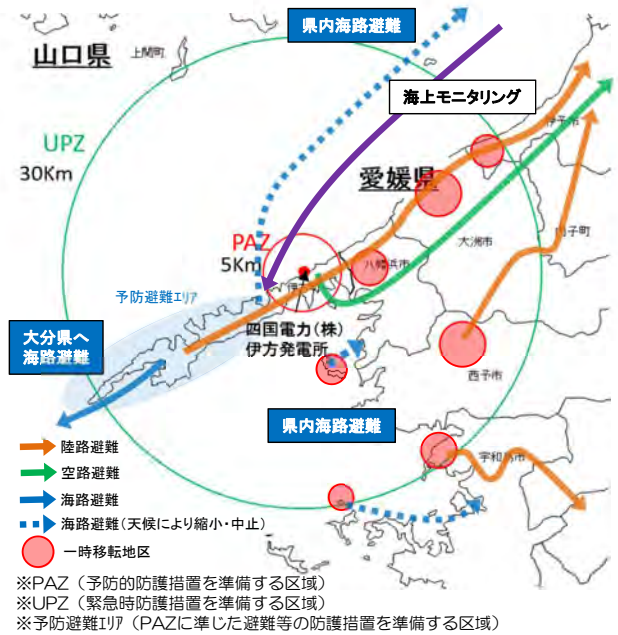 県内海路避難
山口県
上関町
海上モニタリング
UPZ
30Km
伊予市
愛媛県
PAZ
5Km
大洲市
内子町
八幡浜市
予防避難エリア
四国電力(株)
伊方発電所
大分県へ
海路避難
西予市
県内海路避難
宇和島市
陸路避難
空路避難
海路避難
海路避難(天候により縮小・中止)
一時移転地区
※PAZ(予防的防護措置を準備する区域)
※UPZ(緊急時防護措置を準備する区域)
※予防避難エリア(PAZに準じた避難等の防護措置を準備する区域)